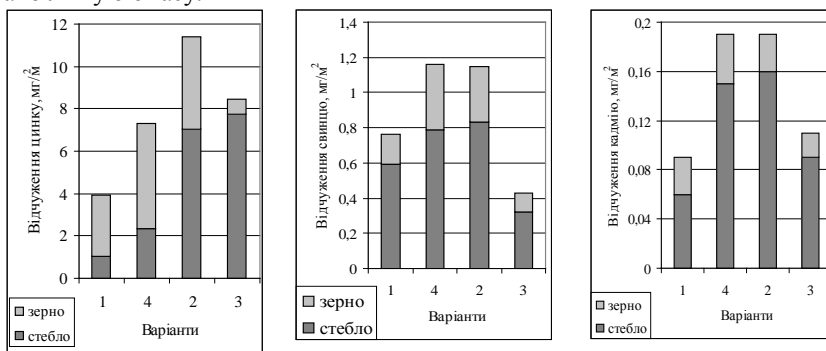 Відчуження цинку, мг/м²
12
10
8
6
4
2
0
1 4 2 3
Варіанти
зерно
стебло
Відчуження свинцю, мг/м²
1,4
1,2
1
0,8
0,6
0,4
0,2
0
1 4 2 3
Варіанти
зерно
стебло
Відчуження кадмію, мг/м²
0,2
0,16
0,12
0,08
0,04
0
1 4 2 3
Варіанти
зерно
стебло